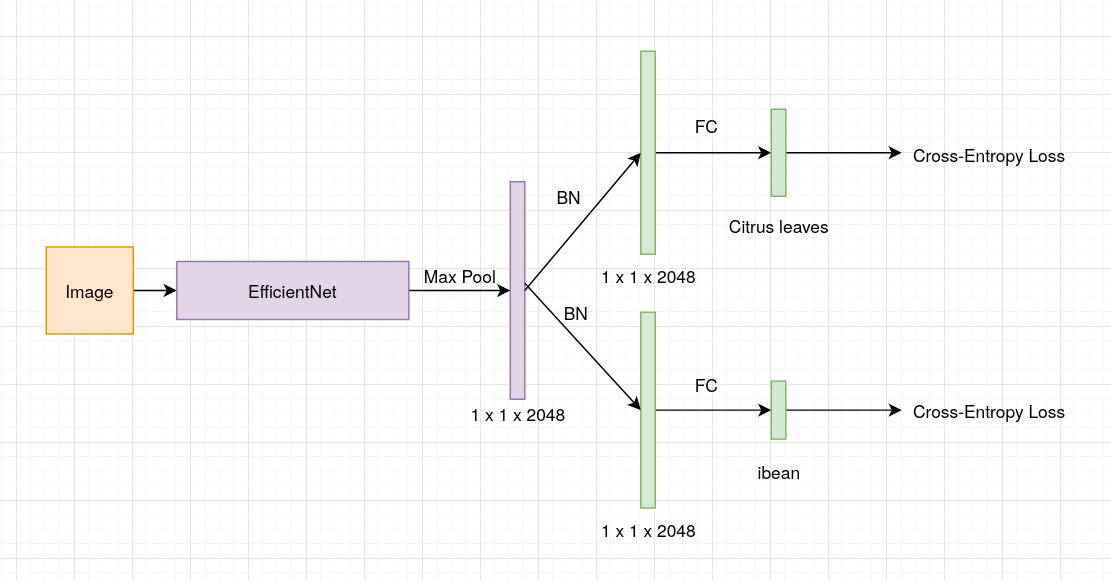 Image
EfficientNet
Max Pool
1 x 1 x 2048
BN
1 x 1 x 2048
FC
Citrus leaves
Cross-Entropy Loss
BN
1 x 1 x 2048
FC
ibean
Cross-Entropy Loss